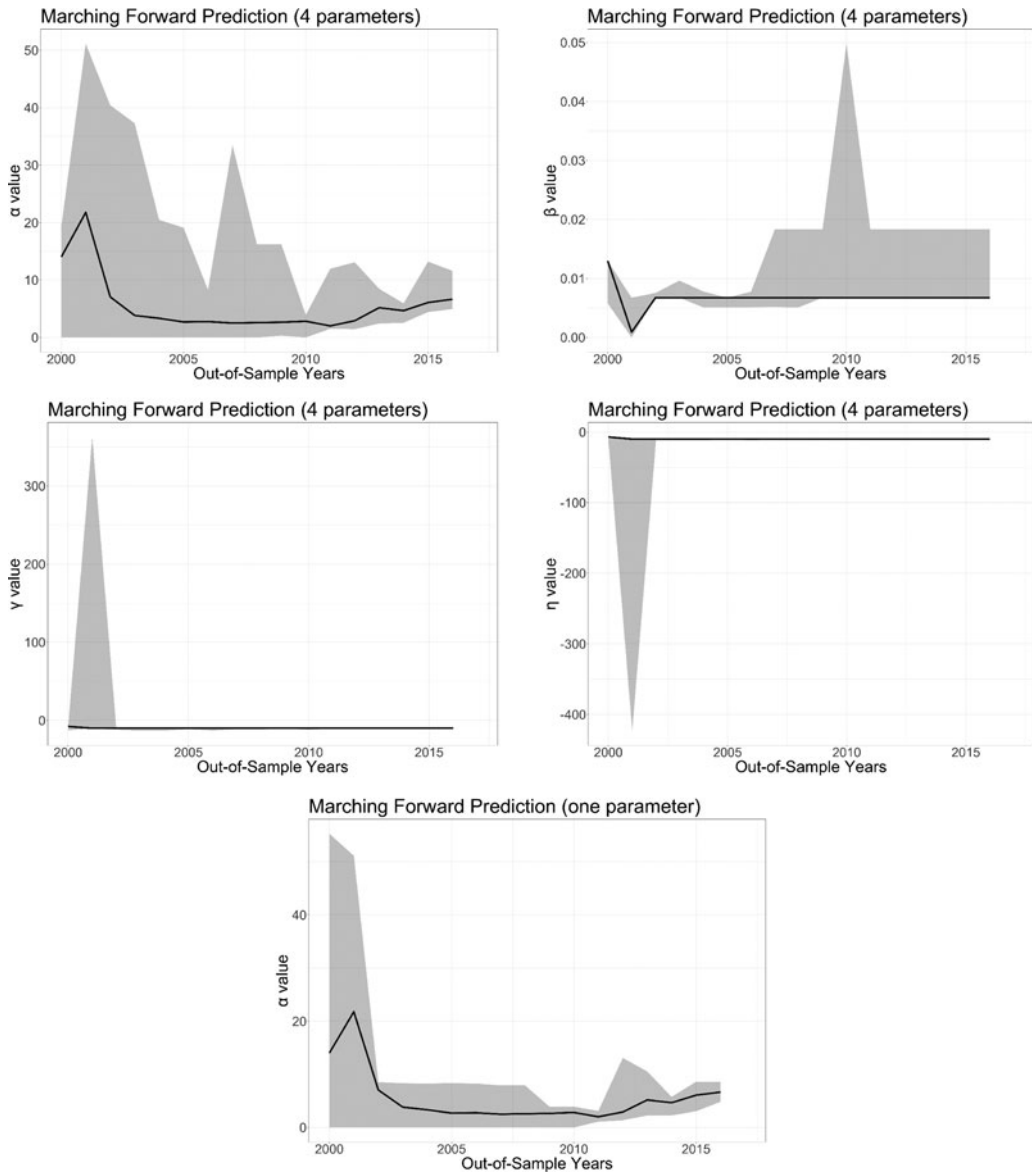 Marching Forward Prediction (4 parameters)
α value
50
40
30
20
10
0
2000 2005 2010 2015
Out-of-Sample Years
Marching Forward Prediction (4 parameters)
β value
0.05
0.04
0.03
0.02
0.01
0.00
2000 2005 2010 2015
Out-of-Sample Years
Marching Forward Prediction (4 parameters)
γ value
300
200
100
0
2000 2005 2010 2015
Out-of-Sample Years
Marching Forward Prediction (4 parameters)
η value
0
-100
-200
-300
-400
2000 2005 2010 2015
Out-of-Sample Years
Marching Forward Prediction (one parameter)
α value
40
20
0
2000 2005 2010 2015
Out-of-Sample Years